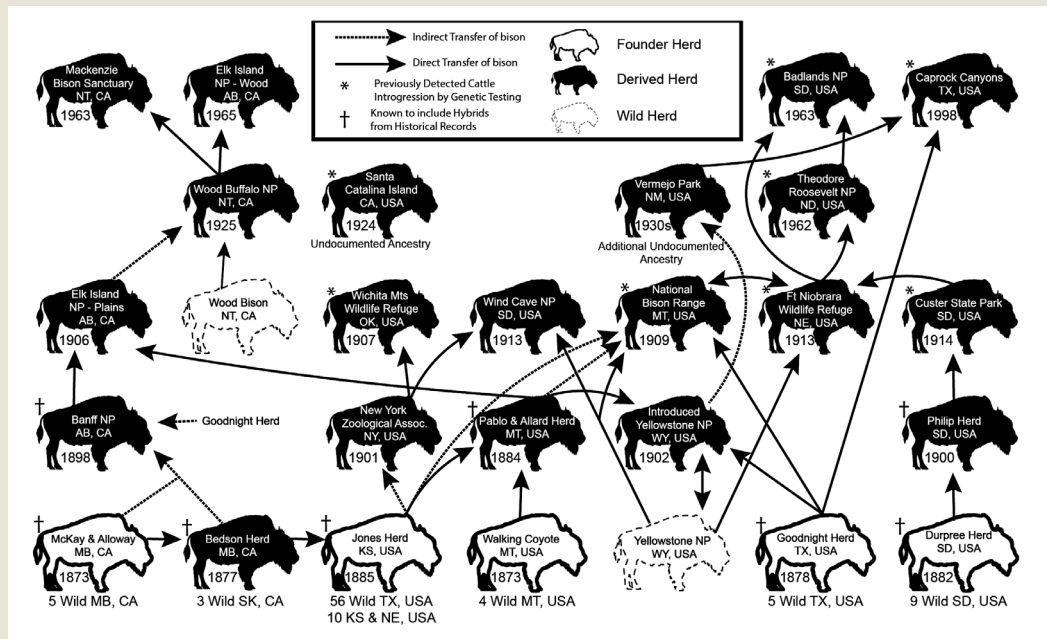 Indirect Transfer of bison
Direct Transfer of bison
*
Previously Detected Cattle
Introgression by Genetic Testing
†
Known to include Hybrids
from Historical Records
Founder Herd
Derived Herd
Wild Herd
Mackenzie
Bison Sanctuary
NT, CA
1963
Elk Island
NP - Wood
AB, CA
1965
*
Badlands NP
SD, USA
1963
*
Caprock Canyons
TX, USA
1998
Wood Buffalo NP
NT, CA
1925
*
Santa
Catalina Island
CA, USA
1924
Undocumented Ancestry
Vermejo Park
NM, USA
1930s
Additional Undocumented
Ancestry
*
Theodore
Roosevelt NP
ND, USA
1962
Elk Island
NP - Plains
AB, CA
1906
Wood Bison
NT, CA
*
Wichita Mts
Wildlife Refuge
OK, USA
1907
Wind Cave NP
SD, USA
1913
*
National
Bison Range
MT, USA
1909
*
Ft Niobrara
Wildlife Refuge
NE, USA
1913
*
Custer State Park
SD, USA
1914
†
Banff NP
AB, CA
1898
Goodnight Herd
New York
Zoological Assoc.
NY, USA
1901
†
Pablo & Allard Herd
MT, USA
1884
Introduced
Yellowstone NP
WY, USA
1902
†
Philip Herd
SD, USA
1900
†
McKay & Alloway
MB, CA
1873
5 Wild MB, CA
†
Bedson Herd
MB, CA
1877
3 Wild SK, CA
†
Jones Herd
KS, USA
1885
56 Wild TX, USA
10 KS & NE, USA
Walking Coyote
MT, USA
1873
4 Wild MT, USA
Yellowstone NP
WY, USA
†
Goodnight Herd
TX, USA
1878
5 Wild TX, USA
†
Durpree Herd
SD, USA
1882
9 Wild SD, USA